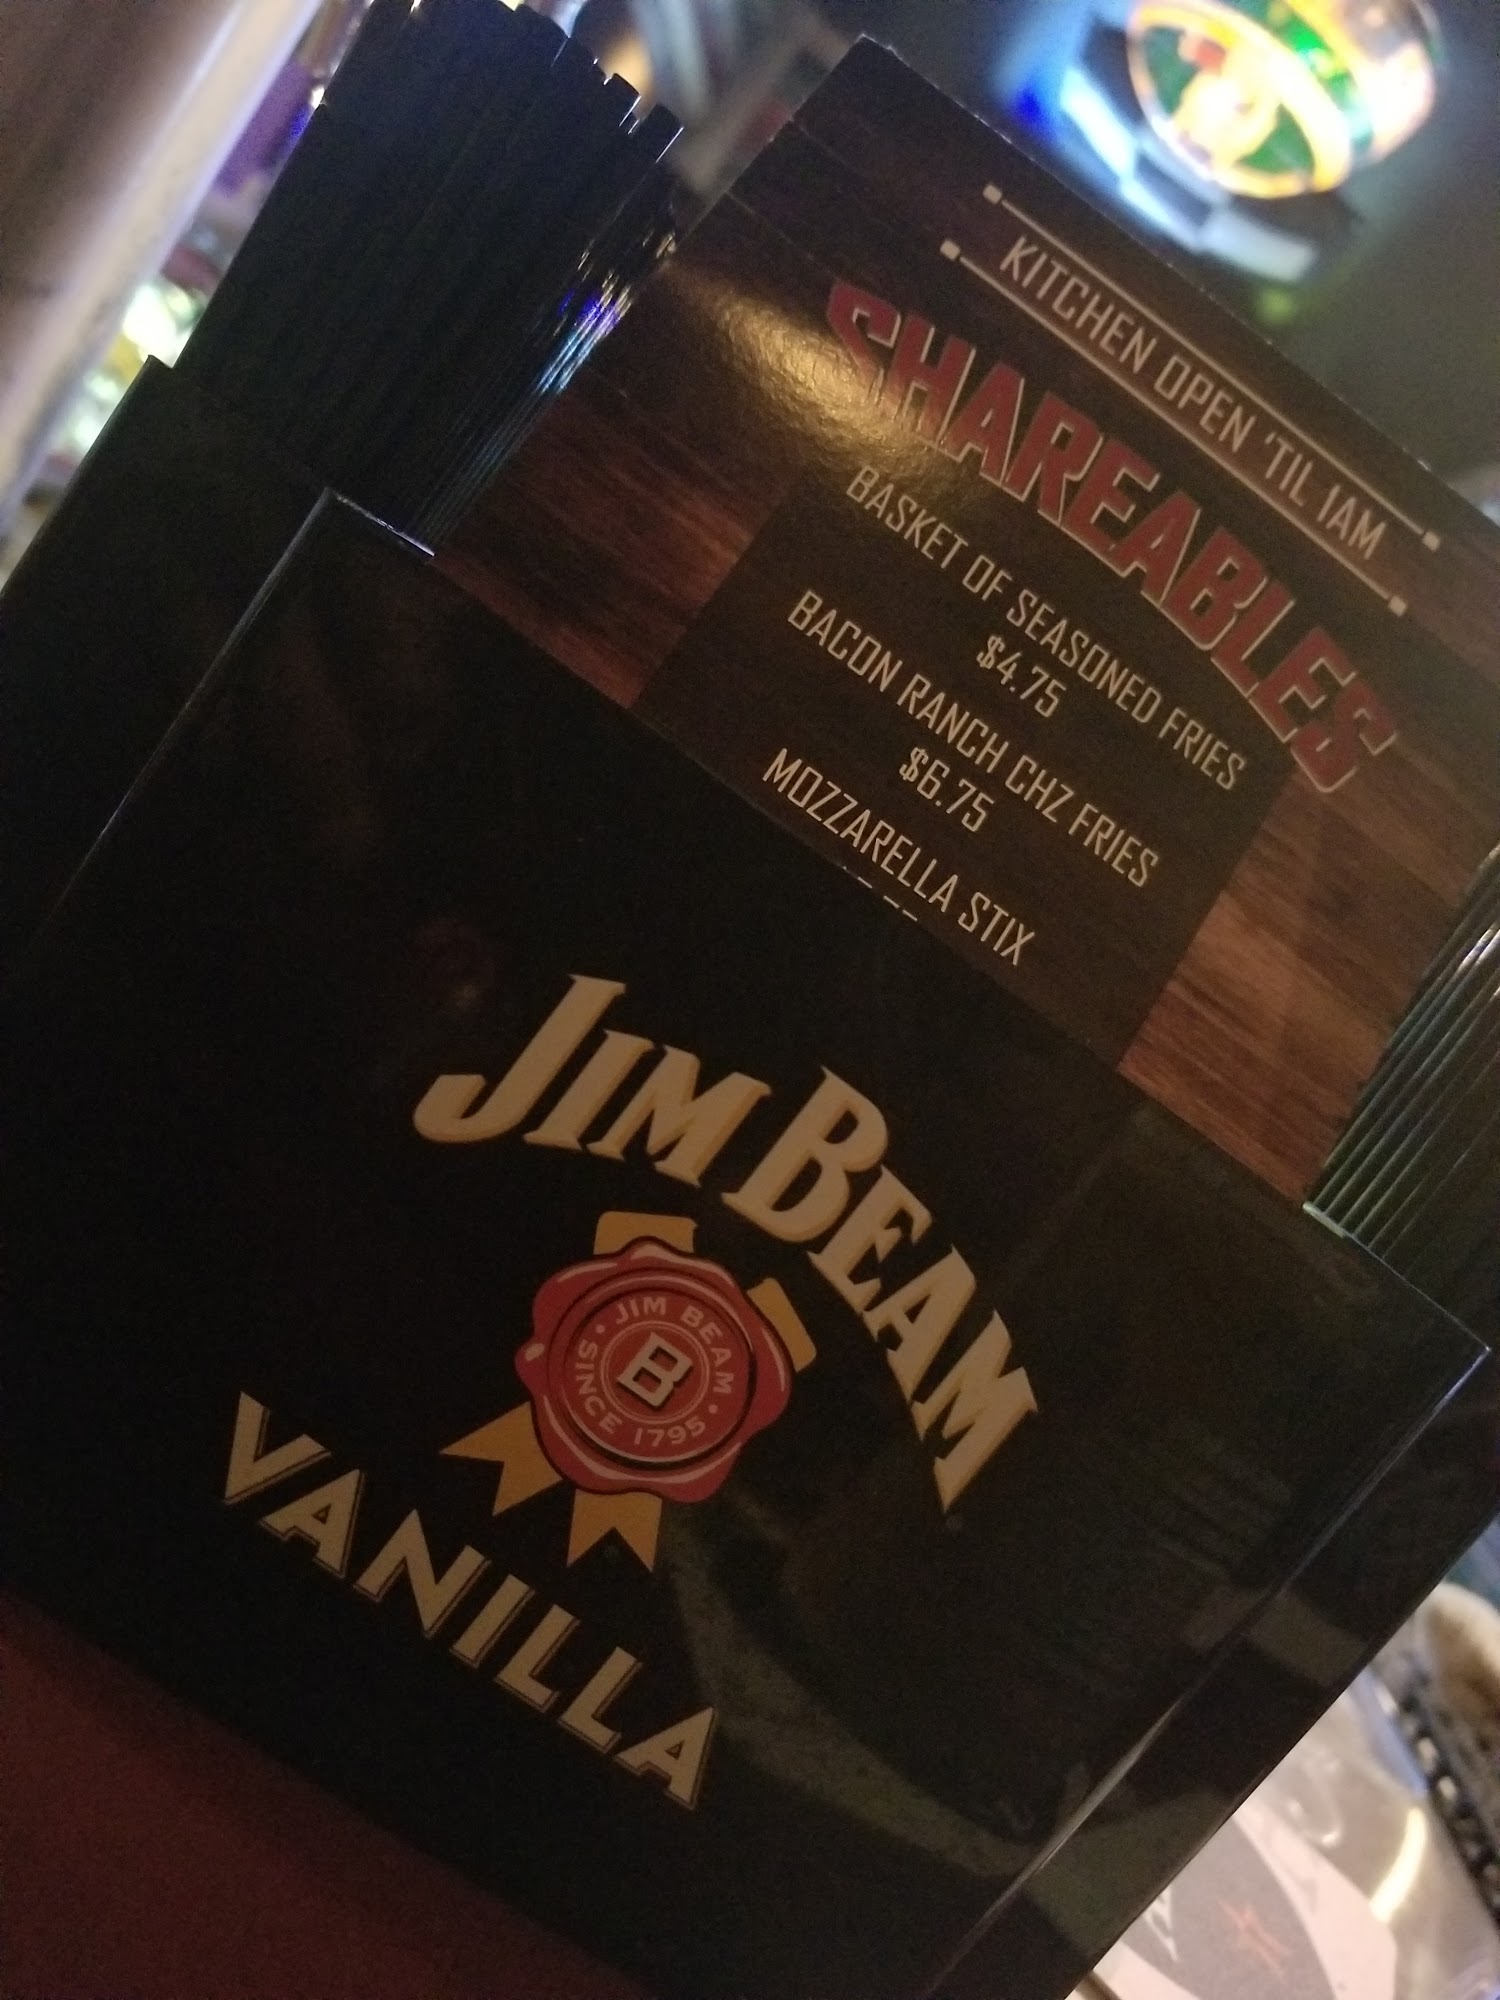 KITCHEN OPEN 'TIL 1AM
SHAREABLES
BASKET OF SEASONED FRIES
$4.75
BACON RANCH CHZ FRIES
$6.75
MOZZARELLA STIX
JIM BEAM
JIM BEAM
B
SINCE 1795
VANILLA